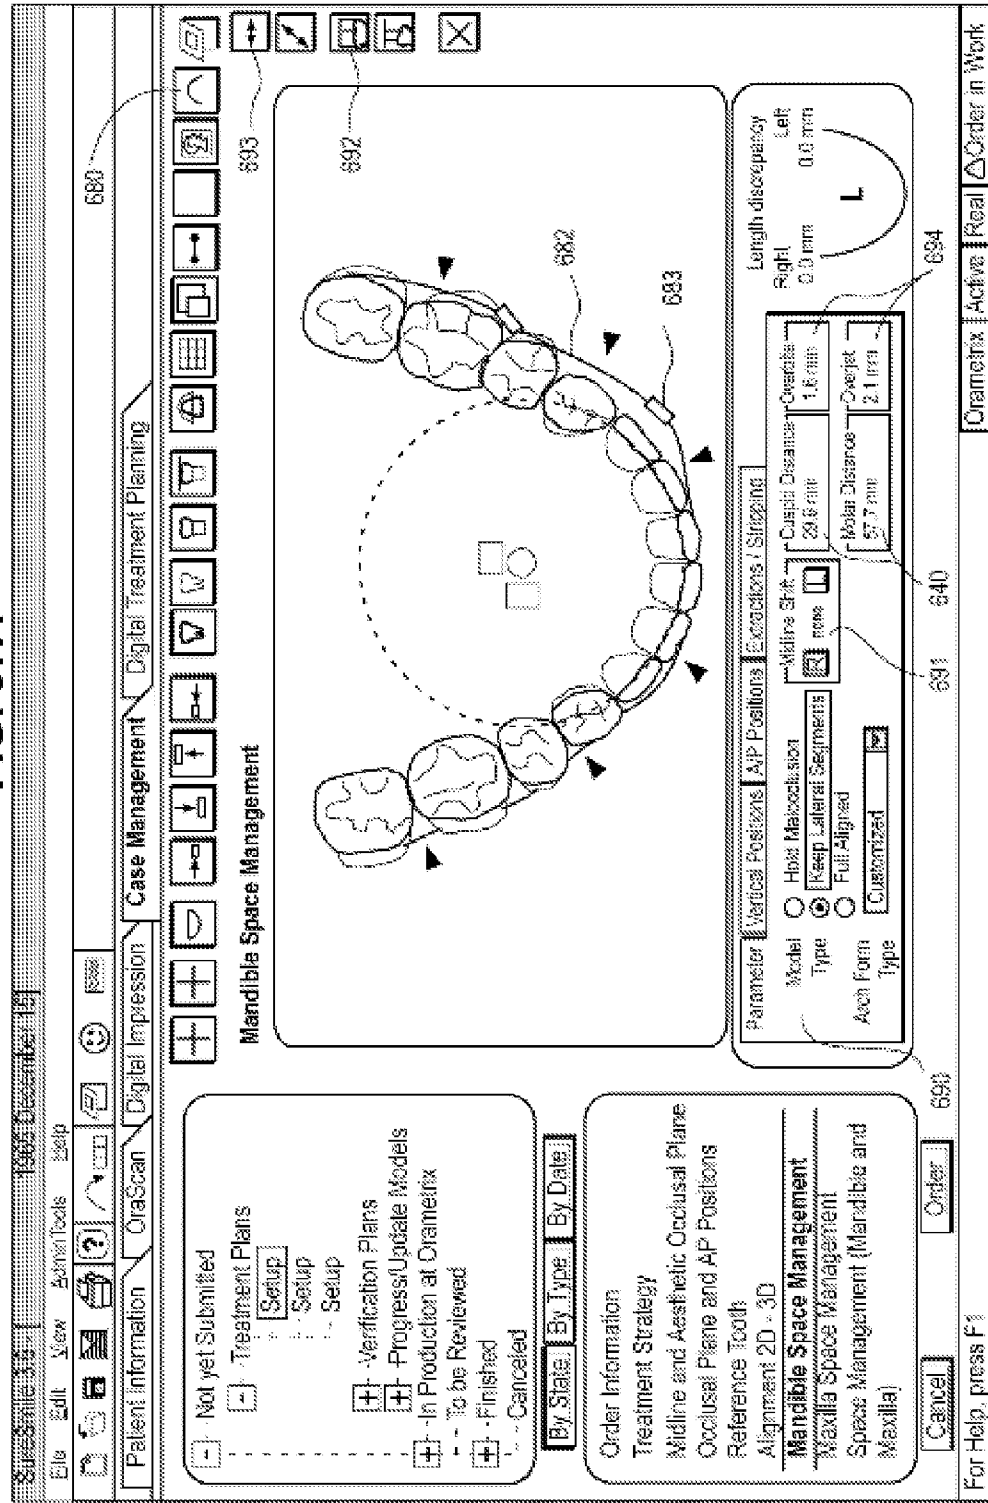 SureSmile
1965 December 15
File Edit View Admin Tools Help
Patient Information
OraScan
Digital Impression
Case Management
Digital Treatment Planning
680
Not yet Submitted
Treatment Plans
Setup
Setup
Setup
Verification Plans
Progress/Update Models
In Production at Orametrix
To be Reviewed
Finished
Canceled
By State
By Type
By Date
Order Information
Treatment Strategy
Midline and Aesthetic Occlusal Plane
Occlusal Plane and AP Positions
Reference Tooth
Alignment 2D - 3D
Mandible Space Management
Maxilla Space Management
Space Management (Mandible and
Maxilla)
Cancel
Order
Mandible Space Management
693
692
682
683
Parameter
Vertical Positions
A/P Positions
Extractions / Stripping
Model
Type
Hold Malocclusion
Keep Lateral Segments
Full Aligned
Arch Form
Type
Customized
Midline Shift
none
Cuspid Distance
29.6 mm
Overbite
1.6 mm
Molar Distance
57.7 mm
Overjet
2.1 mm
Length discrepancy
Right Left
0.0 mm 0.0 mm
L
690
691
640
694
For Help, press F1
Orametrix
Active
Real
Order in Work